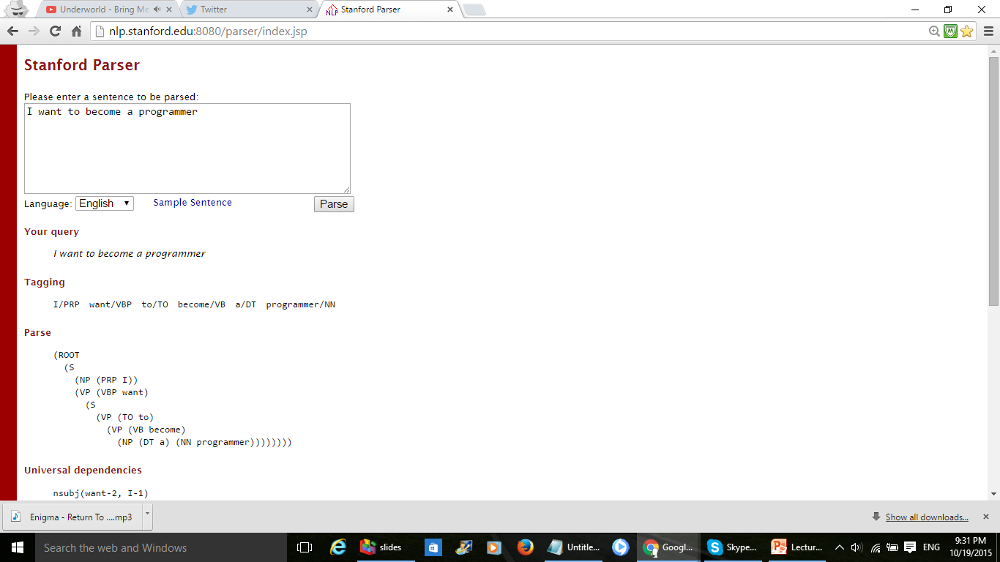 Underworld - Bring Me
Twitter
Stanford Parser
nlp.stanford.edu:8080/parser/index.jsp
Stanford Parser
Please enter a sentence to be parsed:
I want to become a programmer
Language: English Sample Sentence Parse
Your query
I want to become a programmer
Tagging
I/PRP want/VBP to/TO become/VB a/DT programmer/NN
Parse
(ROOT
(S
(NP (PRP I))
(VP (VBP want)
(S
(VP (TO to)
(VP (VB become)
(NP (DT a) (NN programmer))))))))
Universal dependencies
nsubj(want-2, I-1)
Enigma - Return To ....mp3
Show all downloads...
Search the web and Windows
slides
Untitle...
Googl...
Skype...
Lectur...
ENG
9:31 PM
10/19/2015